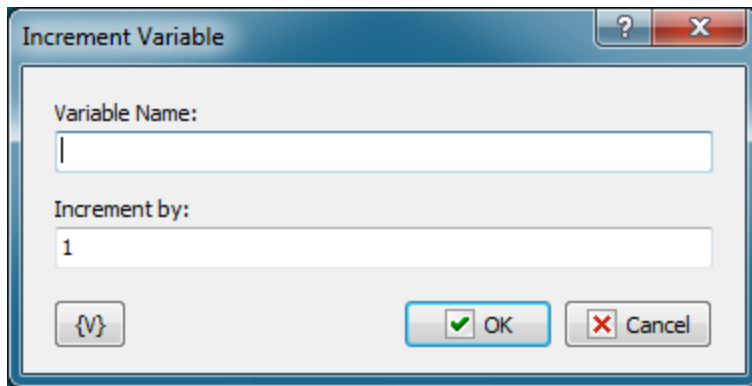 Increment Variable
?
X
Variable Name:
Increment by:
1
{V}
OK
Cancel